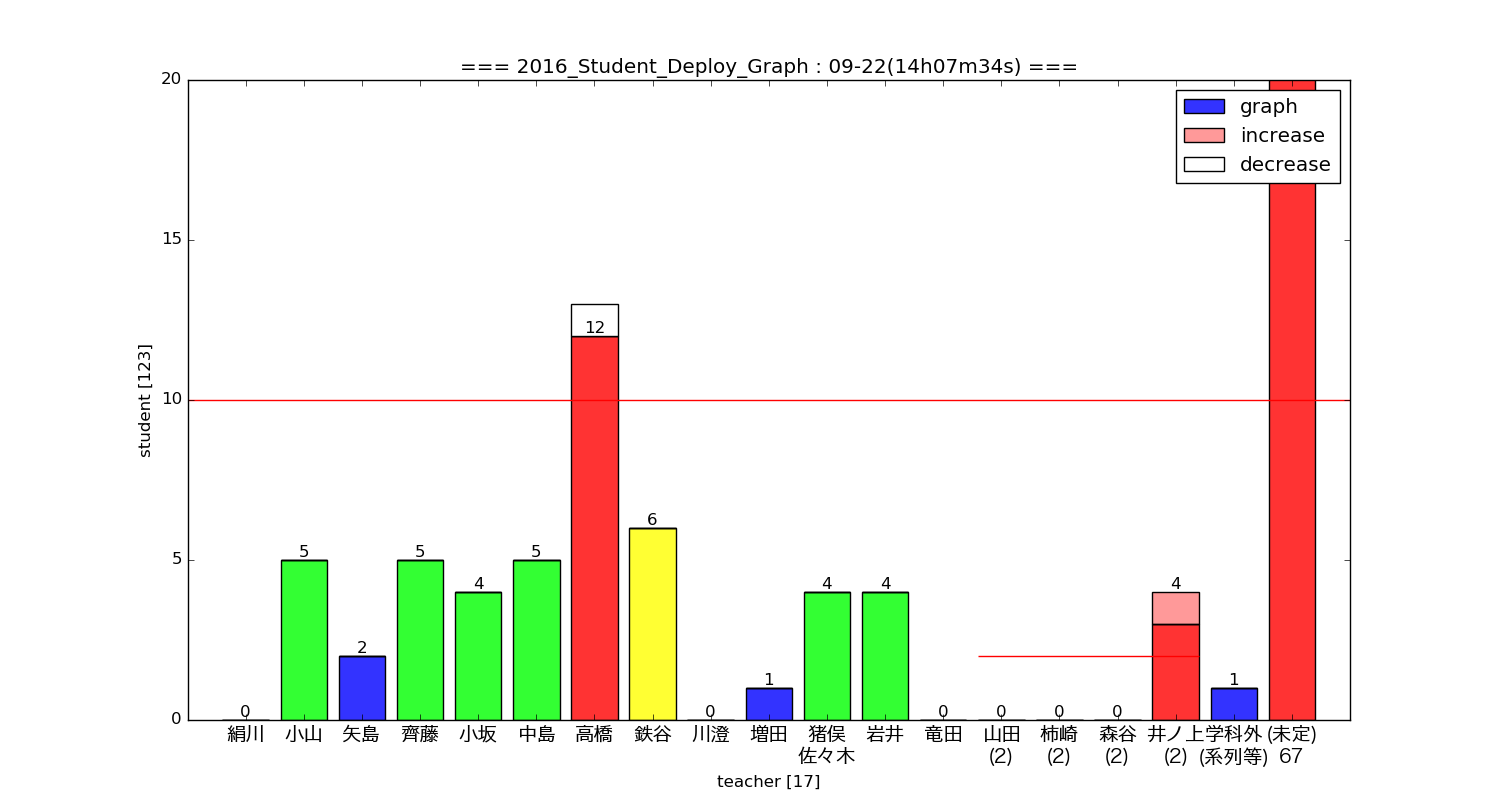 === 2016_Student_Deploy_Graph : 09-22(14h07m34s) ===
20
15
10
5
0
student [123]
graph
increase
decrease
0
5
2
5
4
5
12
6
0
1
4
4
0
0
0
0
4
1
絹川
小山
矢島
齊藤
小坂
中島
高橋
鉄谷
川澄
増田
猪俣
佐々木
岩井
竜田
山田
(2)
柿崎
(2)
森谷
(2)
井ノ上
(2)
学科外
(系列等)
(未定)
67
teacher [17]